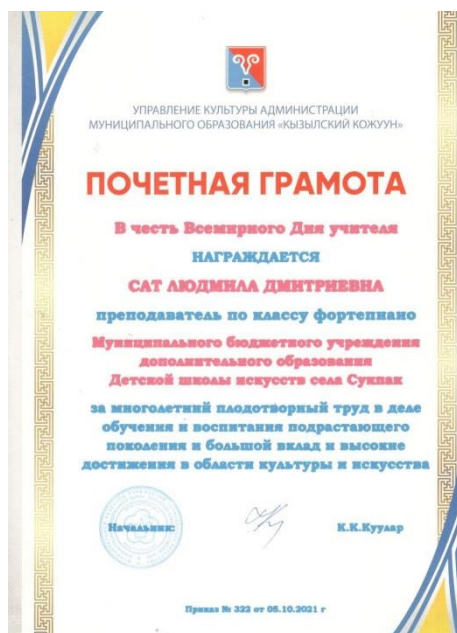 УПРАВЛЕНИЕ КУЛЬТУРЫ АДМИНИСТРАЦИИ
МУНИЦИПАЛЬНОГО ОБРАЗОВАНИЯ «КЫЗЫЛСКИЙ КОЖУУН»
ПОЧЕТНАЯ ГРАМОТА
В честь Всемирного Дня учителя
НАГРАЖДАЕТСЯ
САТ ЛЮДМИЛА ДМИТРИЕВНА
преподаватель по классу фортепиано
Муниципального бюджетного учреждения
дополнительного образования
Детской школы искусств села Сукпак
за многолетний плодотворный труд в деле
обучения и воспитания подрастающего
поколения и большой вклад и высокие
достижения в области культуры и искусства
Начальник: К.К.Куулар
Приказ № 322 от 05.10.2021 г